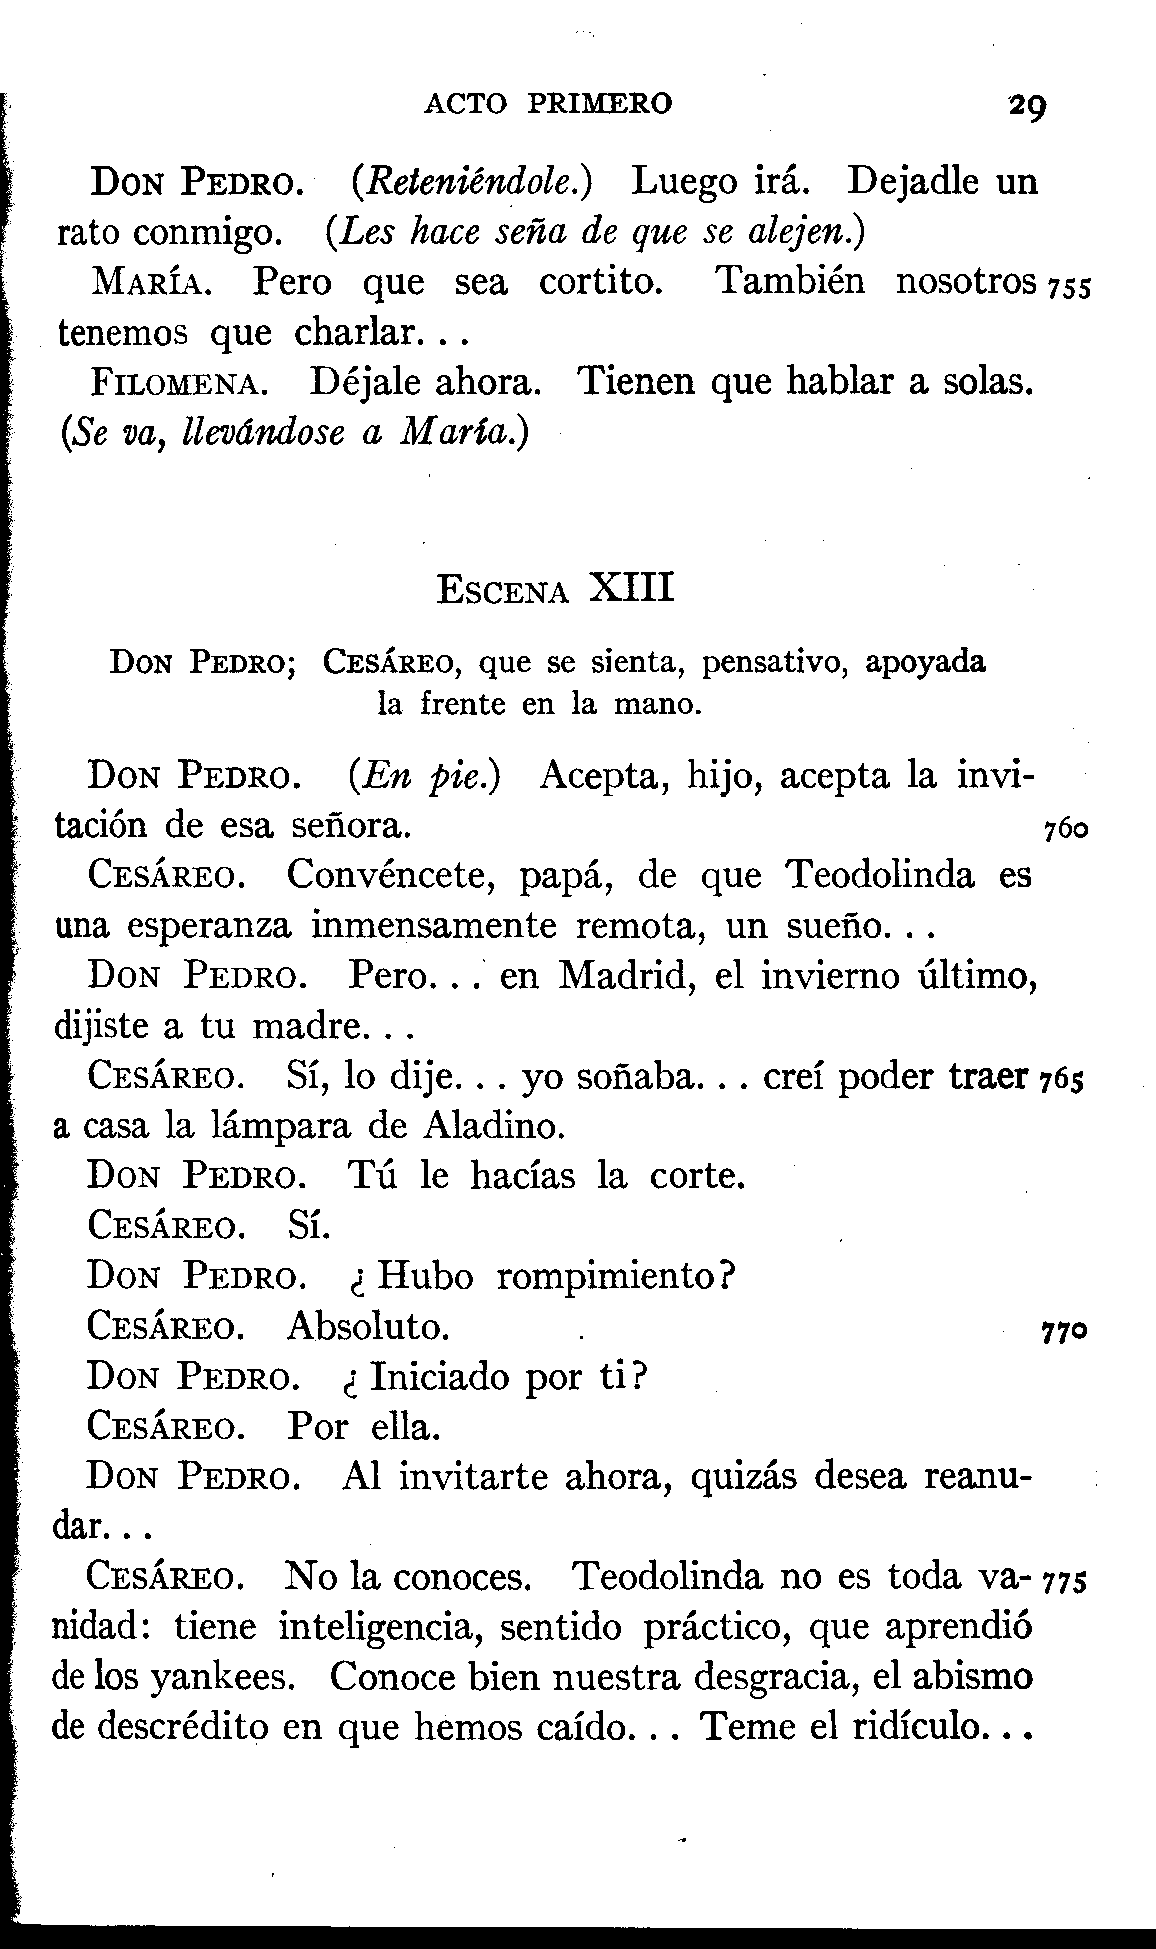 ACTO PRIMERO 29
DON PEDRO. (Reteniéndole.) Luego irá. Dejadle un
rato conmigo. (Les hace seña de que se alejen.)
MARÍA. Pero que sea cortito. También nosotros 755
tenemos que charlar. . .
FILOMENA. Déjale ahora. Tienen que hablar a solas.
(Se va, llevándose a María.)
ESCENA XIII
DON PEDRO; CESÁREO, que se sienta, pensativo, apoyada
la frente en la mano.
DON PEDRO. (En pie.) Acepta, hijo, acepta la invi-
tación de esa señora. 760
CESÁREO. Convéncete, papá, de que Teodolinda es
una esperanza inmensamente remota, un sueño. . .
DON PEDRO. Pero. . . en Madrid, el invierno último,
dijiste a tu madre. . .
CESÁREO. Sí, lo dije. . . yo soñaba. . . creí poder traer 765
a casa la lámpara de Aladino.
DON PEDRO. Tú le hacías la corte.
CESÁREO. Sí.
DON PEDRO. ¿ Hubo rompimiento?
CESÁREO. Absoluto. 770
DON PEDRO. ¿ Iniciado por ti?
CESÁREO. Por ella.
DON PEDRO. Al invitarte ahora, quizás desea reanu-
dar. . .
CESÁREO. No la conoces. Teodolinda no es toda va- 775
nidad: tiene inteligencia, sentido práctico, que aprendió
de los yankees. Conoce bien nuestra desgracia, el abismo
de descrédito en que hemos caído. . . Teme el ridículo. . .